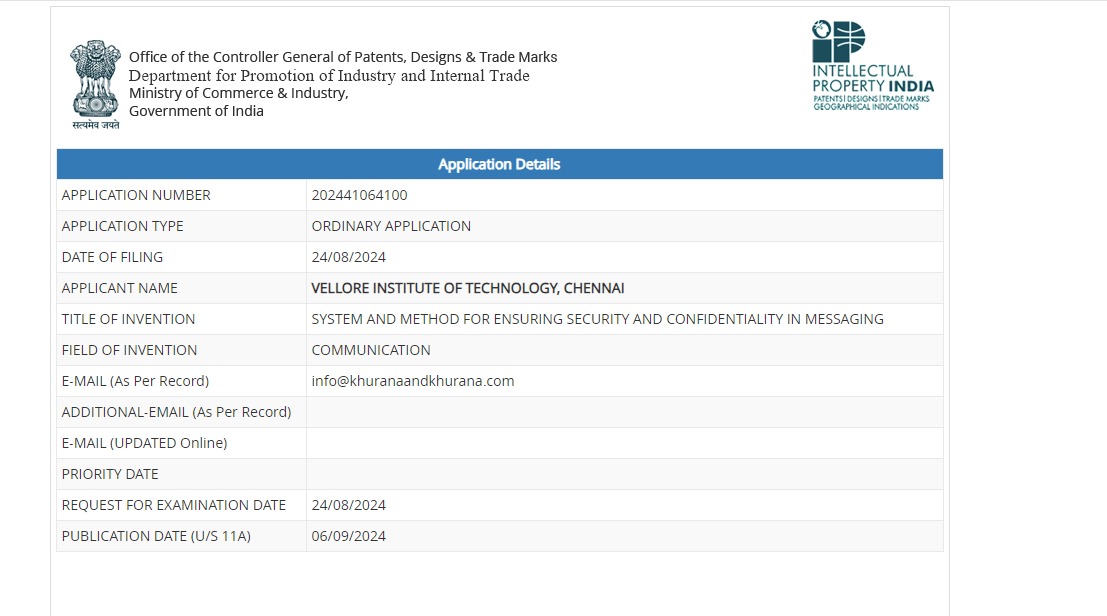 Office of the Controller General of Patents, Designs & Trade Marks
Department for Promotion of Industry and Internal Trade
Ministry of Commerce & Industry,
Government of India
सत्यमेव जयते
INTELLECTUAL
PROPERTY INDIA
PATENTS | DESIGNS | TRADE MARKS
GEOGRAPHICAL INDICATIONS
Application Details
APPLICATION NUMBER 202441064100
APPLICATION TYPE ORDINARY APPLICATION
DATE OF FILING 24/08/2024
APPLICANT NAME VELLORE INSTITUTE OF TECHNOLOGY, CHENNAI
TITLE OF INVENTION SYSTEM AND METHOD FOR ENSURING SECURITY AND CONFIDENTIALITY IN MESSAGING
FIELD OF INVENTION COMMUNICATION
E-MAIL (As Per Record) info@khuranaandkhurana.com
ADDITIONAL-EMAIL (As Per Record)
E-MAIL (UPDATED Online)
PRIORITY DATE
REQUEST FOR EXAMINATION DATE 24/08/2024
PUBLICATION DATE (U/S 11A) 06/09/2024